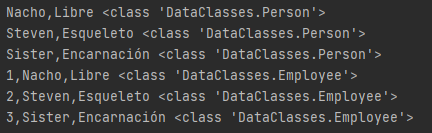 Nacho,Libre <class 'DataClasses.Person'>
Steven,Esqueleto <class 'DataClasses.Person'>
Sister,Encarnación <class 'DataClasses.Person'>
1,Nacho,Libre <class 'DataClasses.Employee'>
2,Steven,Esqueleto <class 'DataClasses.Employee'>
3,Sister,Encarnación <class 'DataClasses.Employee'>